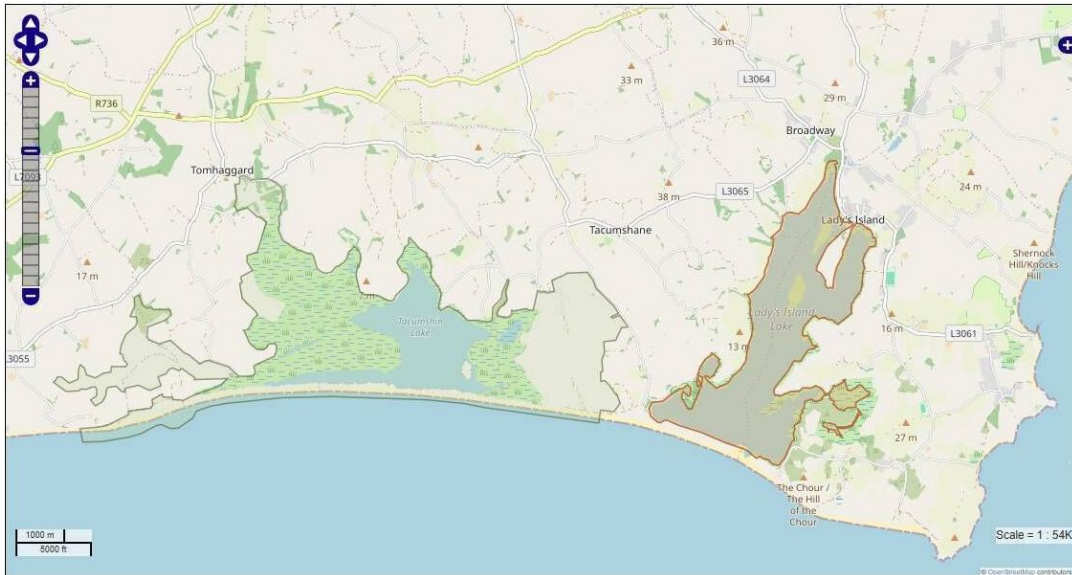 36 m
33 m
L3064
29 m
R736
Broadway
Tomhaggard
L7093
38 m
L3065
24 m
Lady's Island
Tacumshane
Shernock
Hill/Knocks
Hill
17 m
Lady's Island
Lake
Tacumshin
Lake
16 m
L3061
13 m
L3055
27 m
The Chour /
The Hill
of the
Chour
1000 m
5000 ft
Scale = 1 : 54K
© OpenStreetMap contributors